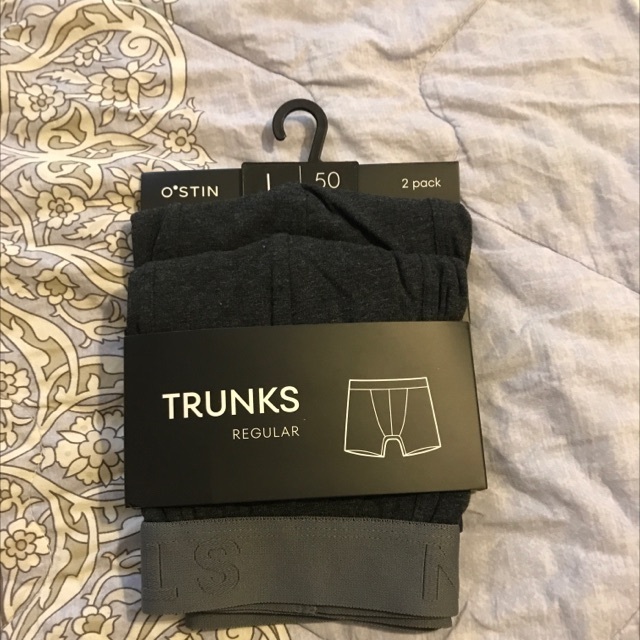 O'STIN
L 50
2 pack
TRUNKS
REGULAR